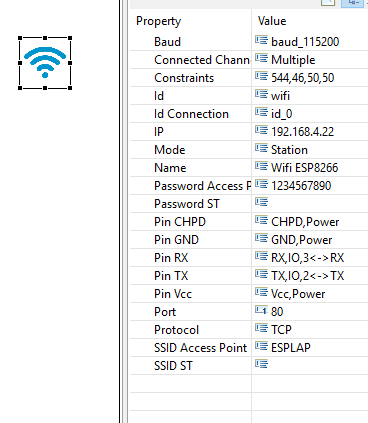 Property Value
Baud baud_115200
Connected Chann Multiple
Constraints 544,46,50,50
Id wifi
Id Connection id_0
IP 192.168.4.22
Mode Station
Name Wifi ESP8266
Password Access P 1234567890
Password ST
Pin CHPD CHPD,Power
Pin GND GND,Power
Pin RX RX,IO,3<->RX
Pin TX TX,IO,2<->TX
Pin Vcc Vcc,Power
Port 80
Protocol TCP
SSID Access Point ESPLAP
SSID ST